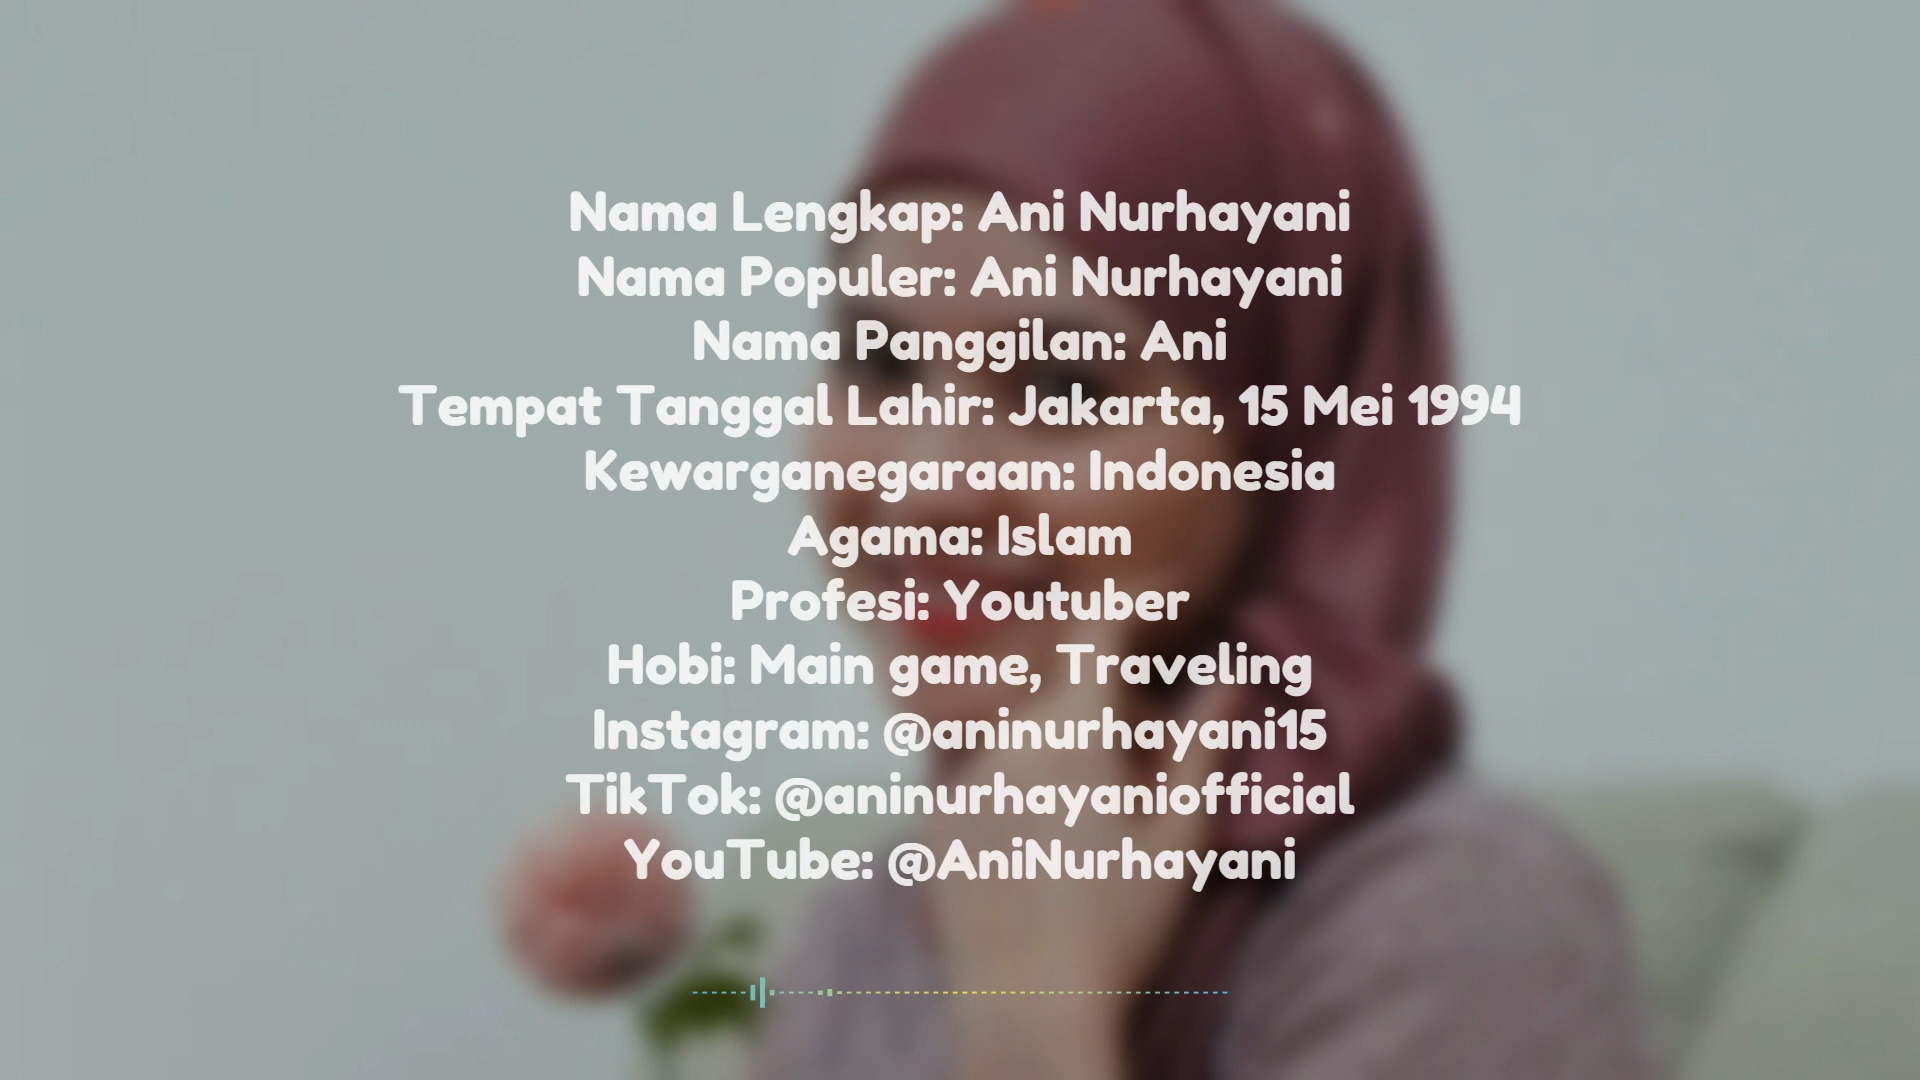 Nama Lengkap: Ani Nurhayani
Nama Populer: Ani Nurhayani
Nama Panggilan: Ani
Tempat Tanggal Lahir: Jakarta, 15 Mei 1994
Kewarganegaraan: Indonesia
Agama: Islam
Profesi: Youtuber
Hobi: Main game, Traveling
Instagram: @aninurhayani15
TikTok: @aninurhayaniofficial
YouTube: @AniNurhayani